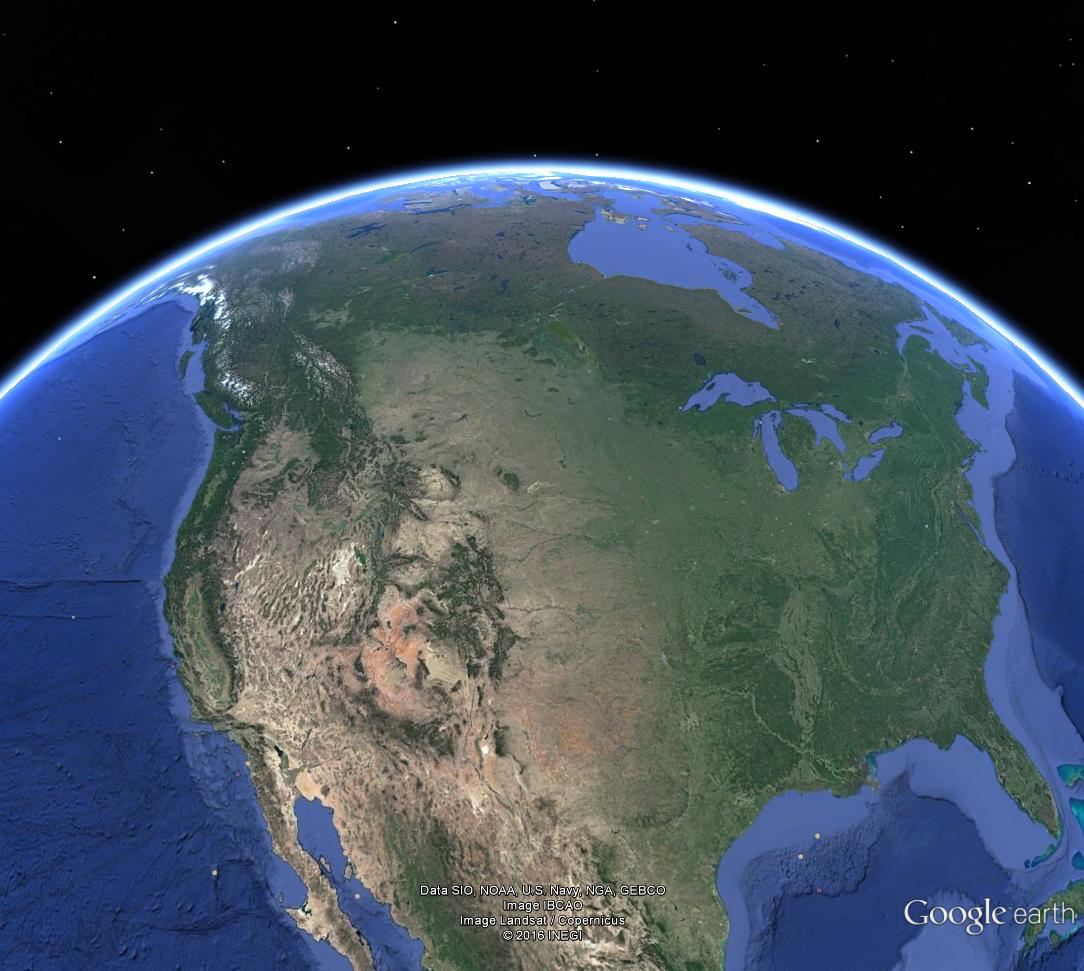 Data SIO, NOAA, U.S. Navy, NGA, GEBCO
Image IBCAO
Image Landsat / Copernicus
© 2016 INEGI
Google earth